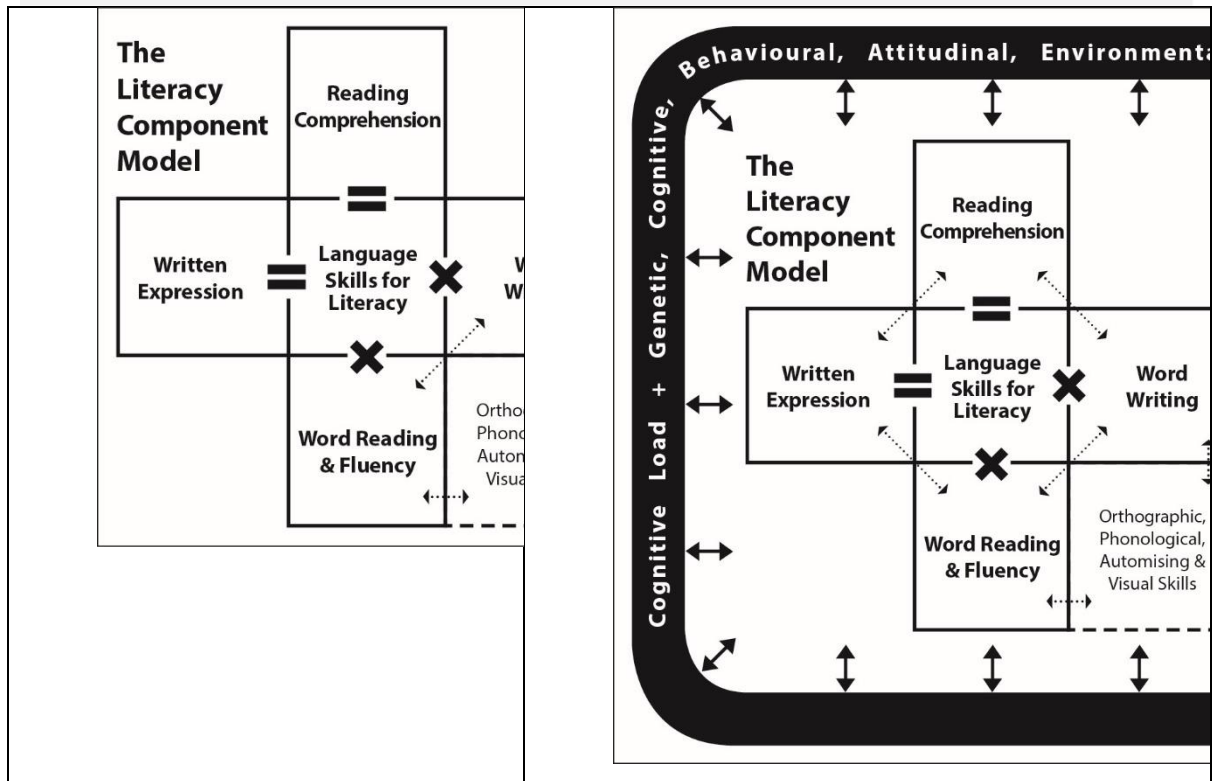 The
Literacy
Component
Model
Reading
Comprehension
=
Written
Expression
=
Language
Skills for
Literacy
×
×
Word Reading
& Fluency
Cognitive Load + Genetic, Cognitive, Behavioural, Attitudinal,
The
Literacy
Component
Model
Reading
Comprehension
=
Written
Expression
=
Language
Skills for
Literacy
×
Word
Writing
×
Word Reading
& Fluency
Orthographic,
Phonological,
Automising &
Visual Skills